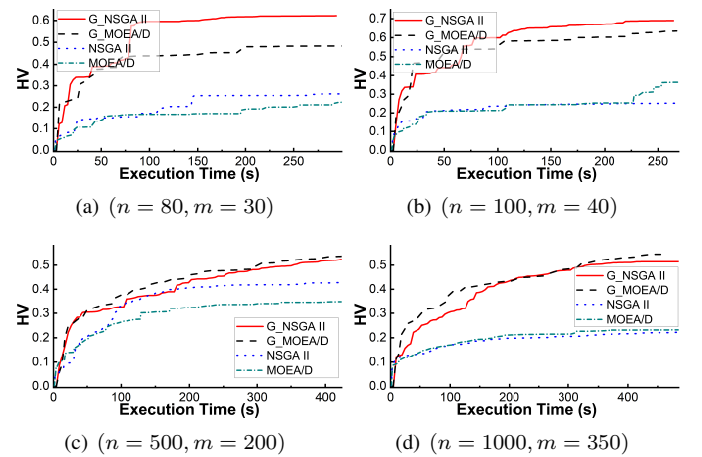 0.6
0.5
0.4
0.3
0.2
0.1
0.0
HV
G_NSGA II
G_MOEA/D
NSGA II
MOEA/D
0 50 100 150 200 250
Execution Time (s)
(a) (n = 80, m = 30)
0.7
0.6
0.5
0.4
0.3
0.2
0.1
0.0
HV
G_NSGA II
G_MOEA/D
NSGA II
MOEA/D
0 50 100 150 200 250
Execution Time (s)
(b) (n = 100, m = 40)
0.5
0.4
0.3
0.2
0.1
0.0
HV
G_NSGA II
G_MOEA/D
NSGA II
MOEA/D
0 100 200 300 400
Execution Time (s)
(c) (n = 500, m = 200)
0.5
0.4
0.3
0.2
0.1
0.0
HV
G_NSGA II
G_MOEA/D
NSGA II
MOEA/D
0 100 200 300 400
Execution Time (s)
(d) (n = 1000, m = 350)